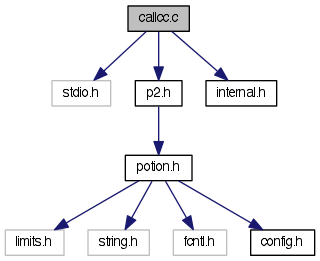 callcc.c
stdio.h
p2.h
internal.h
potion.h
limits.h
string.h
fcntl.h
config.h